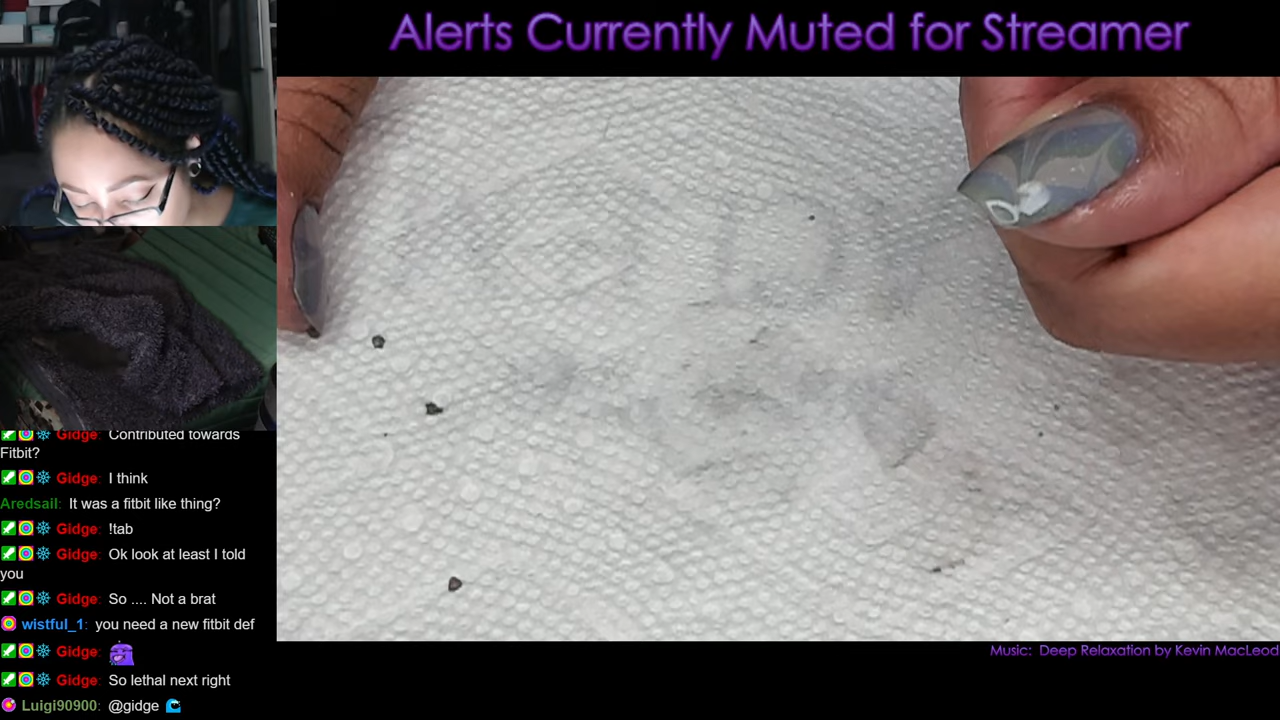 Alerts Currently Muted for Streamer
Gidge: Contributed towards
Fitbit?
Gidge: I think
Aredsail: It was a fitbit like thing?
Gidge: !tab
Gidge: Ok look at least I told
you
Gidge: So .... Not a brat
wistful_1: you need a new fitbit def
Gidge:
Gidge: So lethal next right
Luigi90900: @gidge
Music: Deep Relaxation by Kevin MacLeod